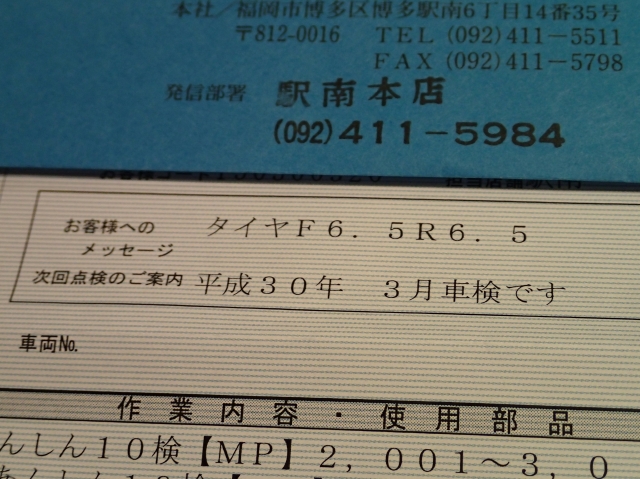 本社／福岡市博多区博多駅南6丁目14番35号
〒812-0016 TEL (092)411-5511
FAX (092)411-5798
発信部署 駅南本店
(092)411-5984
お客様への タイヤF6.5R6.5
メッセージ
次回点検のご案内 平成30年 3月車検です
車両No.
作業内容・使用部品
んしん10検【MP】2,001～3,0